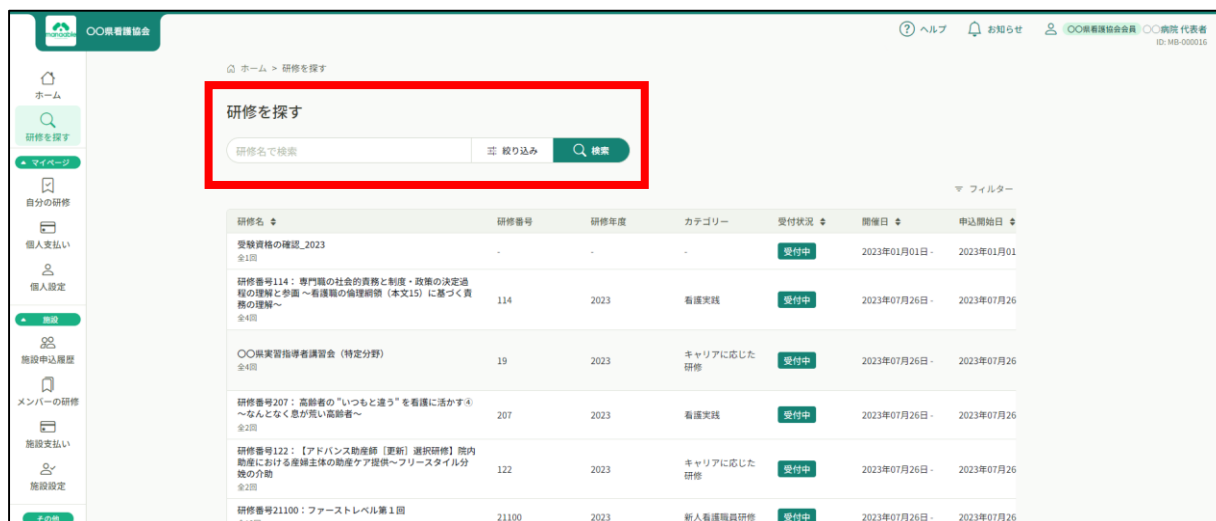 manaable
〇〇県看護協会
ヘルプ
お知らせ
〇〇県看護協会会員 〇〇病院 代表者
ID: MB-000016
ホーム
研修を探す
マイページ
自分の研修
個人支払い
個人設定
施設
施設申込履歴
メンバーの研修
施設支払い
施設設定
その他
ホーム > 研修を探す
研修を探す
研修名で検索
絞り込み
検索
フィルター
研修名 研修番号 研修年度 カテゴリー 受付状況 開催日 申込開始日
受験資格の確認_2023
全1回
- - - 受付中 2023年01月01日 - 2023年01月01
研修番号114： 専門職の社会的責務と制度・政策の決定過
程の理解と参画 ～看護職の倫理綱領（本文15）に基づく責
務の理解～
全4回
114 2023 看護実践 受付中 2023年07月26日 - 2023年07月26
〇〇県実習指導者講習会（特定分野）
全4回
19 2023 キャリアに応じた
研修
受付中 2023年07月26日 - 2023年07月26
研修番号207： 高齢者の "いつもと違う" を看護に活かす④
～なんとなく息が荒い高齢者～
全2回
207 2023 看護実践 受付中 2023年07月26日 - 2023年07月26
研修番号122：【アドバンス助産師［更新］選択研修】院内
助産における産婦主体の助産ケア提供～フリースタイル分
娩の介助
全2回
122 2023 キャリアに応じた
研修
受付中 2023年07月26日 - 2023年07月26
研修番号21100：ファーストレベル第１回
21100 2023 新人看護職員研修 受付中 2023年07月26日 - 2023年07月26